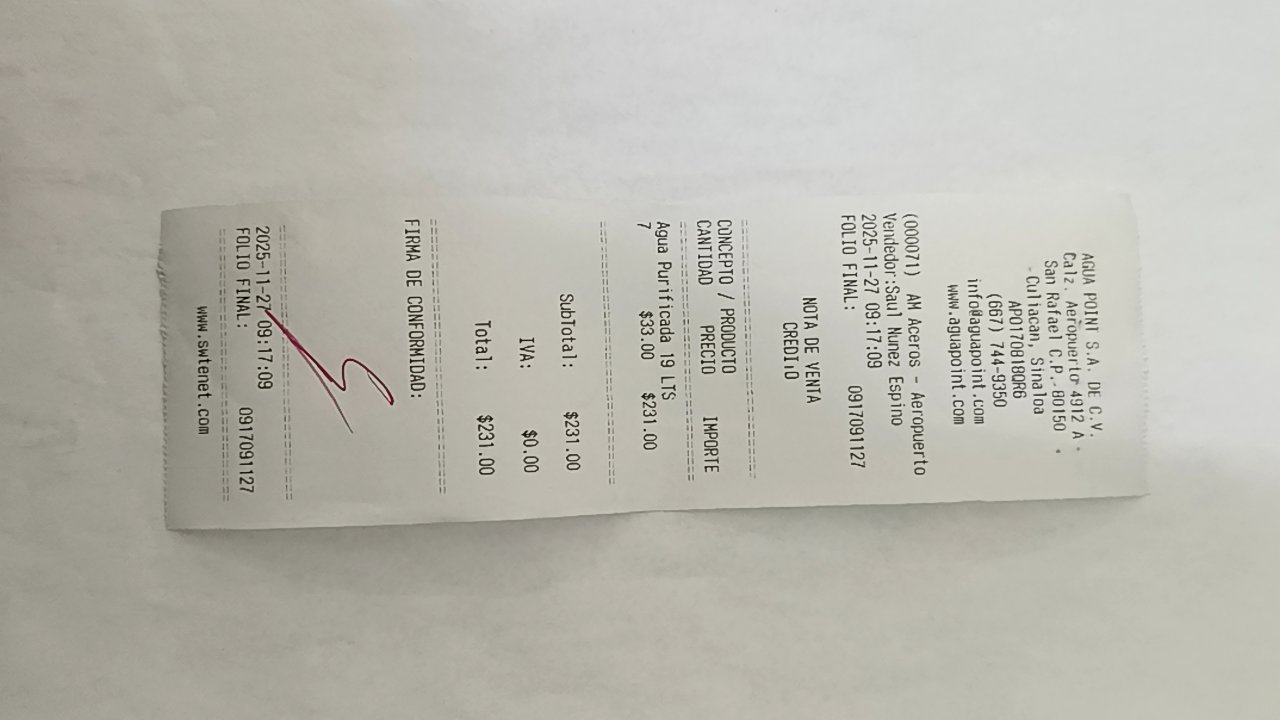 AGUA POINT S.A. DE C.V.
Calz. Aeropuerto 4912 A
San Rafael C.P. 80150
Culiacan, Sinaloa
APO170818QR6
(667) 744-9350
info@aguapoint.com
www.aguapoint.com
(000071) AM Aceros - Aeropuerto
Vendedor:Saul Nunez Espino
2025-11-27 09:17:09
FOLIO FINAL: 0917091127
NOTA DE VENTA
CREDITO
==============================
CONCEPTO / PRODUCTO
CANTIDAD PRECIO IMPORTE
==============================
Agua Purificada 19 LTS
7 $33.00 $231.00
==============================
SubTotal: $231.00
IVA: $0.00
Total: $231.00
==============================
FIRMA DE CONFORMIDAD:
==============================
2025-11-27 09:17:09
FOLIO FINAL: 0917091127
==============================
www.swtenet.com